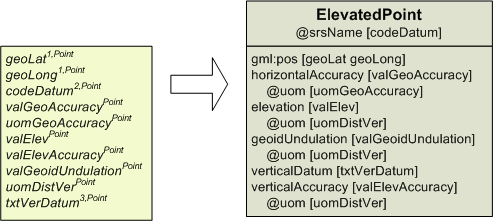 geoLat1,Point
geoLong1,Point
codeDatum2,Point
valGeoAccuracyPoint
uomGeoAccuracyPoint
valElevPoint
valElevAccuracyPoint
valGeoidUndulationPoint
uomDistVerPoint
txtVerDatum3,Point
ElevatedPoint
@srsName [codeDatum]
gml:pos [geoLat geoLong]
horizontalAccuracy [valGeoAccuracy]
@uom [uomGeoAccuracy]
elevation [valElev]
@uom [uomDistVer]
geoidUndulation [valGeoidUndulation]
@uom [uomDistVer]
verticalDatum [txtVerDatum]
verticalAccuracy [valElevAccuracy]
@uom [uomDistVer]